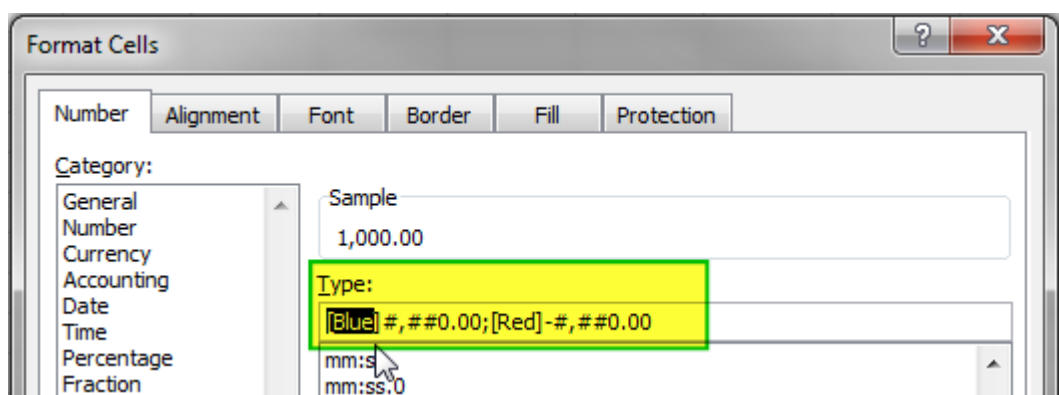 Format Cells
Number Alignment Font Border Fill Protection
Category:
General
Number
Currency
Accounting
Date
Time
Percentage
Fraction
Sample
1,000.00
Type:
[Blue]#,##0.00;[Red]-#,##0.00
mm:s
mm:ss.0